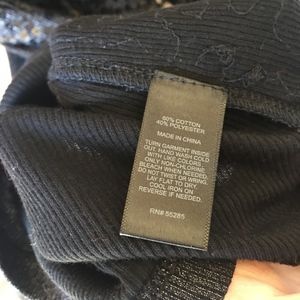 60% COTTON
40% POLYESTER
MADE IN CHINA
TURN GARMENT INSIDE
OUT. HAND WASH COLD
WITH LIKE COLORS
ONLY NON-CHLORINE
BLEACH WHEN NEEDED.
DO NOT TWIST OR WRING.
LAY FLAT TO DRY
COOL IRON ON
REVERSE IF NEEDED.
RN# 55285